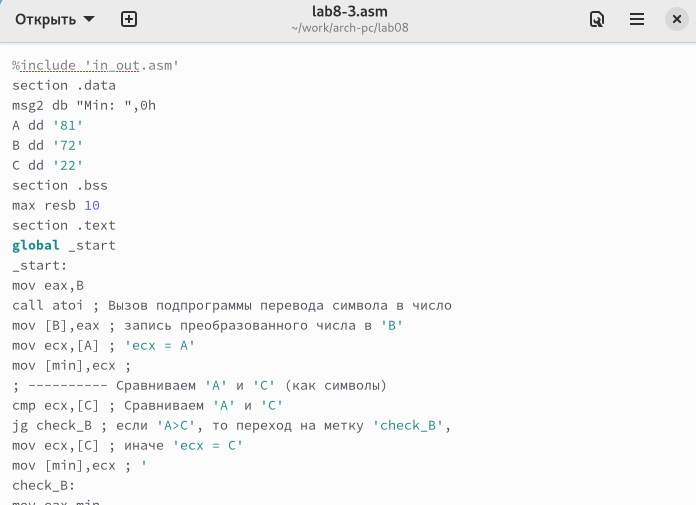 Открыть
lab8-3.asm
~/work/arch-pc/lab08
%include 'in_out.asm'
section .data
msg2 db "Min: ",0h
A dd '81'
B dd '72'
C dd '22'
section .bss
max resb 10
section .text
global _start
_start:
mov eax,B
call atoi ; Вызов подпрограммы перевода символа в число
mov [B],eax ; запись преобразованного числа в 'B'
mov ecx,[A] ; 'ecx = A'
mov [min],ecx ;
; ---------- Сравниваем 'A' и 'C' (как символы)
cmp ecx,[C] ; Сравниваем 'A' и 'C'
jg check_B ; если 'A>C', то переход на метку 'check_B',
mov ecx,[C] ; иначе 'ecx = C'
mov [min],ecx ; '
check_B:
mov eax,min